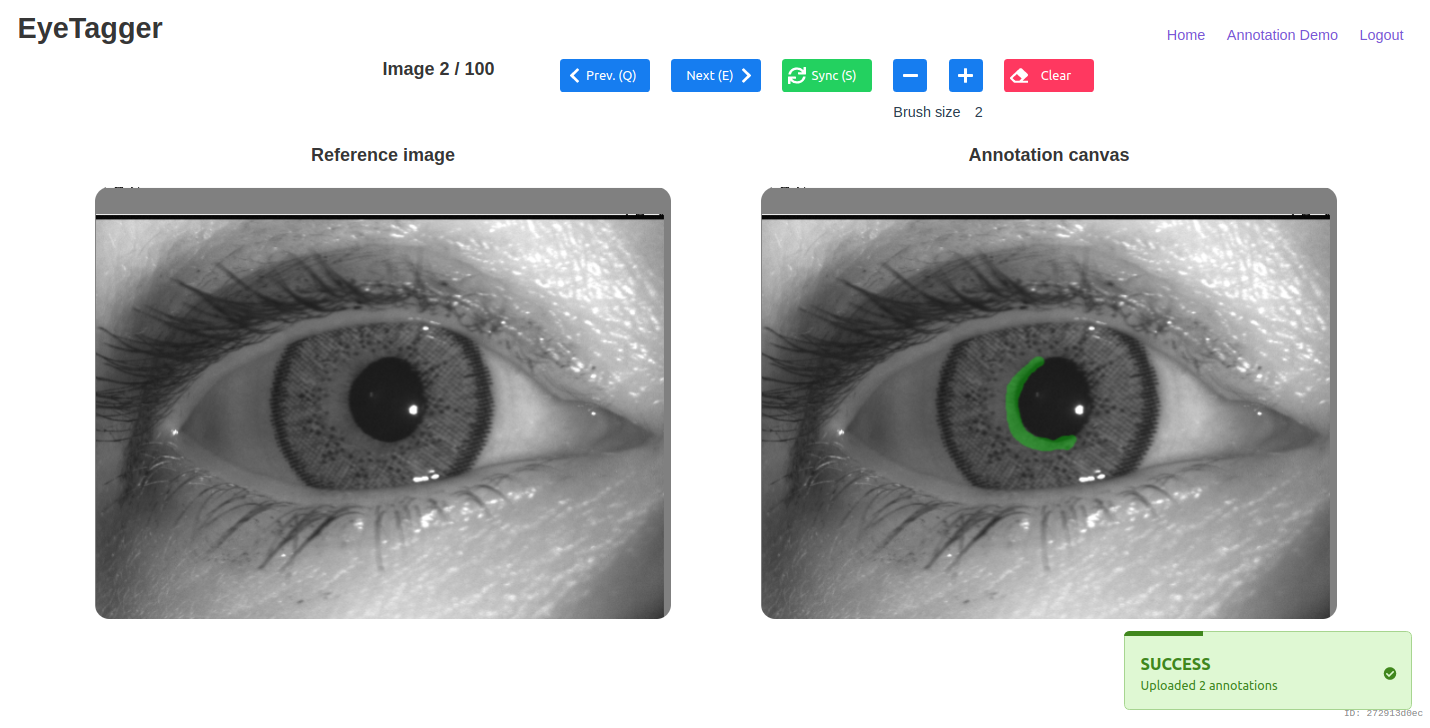 EyeTagger
Home Annotation Demo Logout
Image 2 / 100 Prev. (Q) Next (E) Sync (S) Clear
Brush size 2
Reference image Annotation canvas
SUCCESS
Uploaded 2 annotations
ID: 272913d0ec